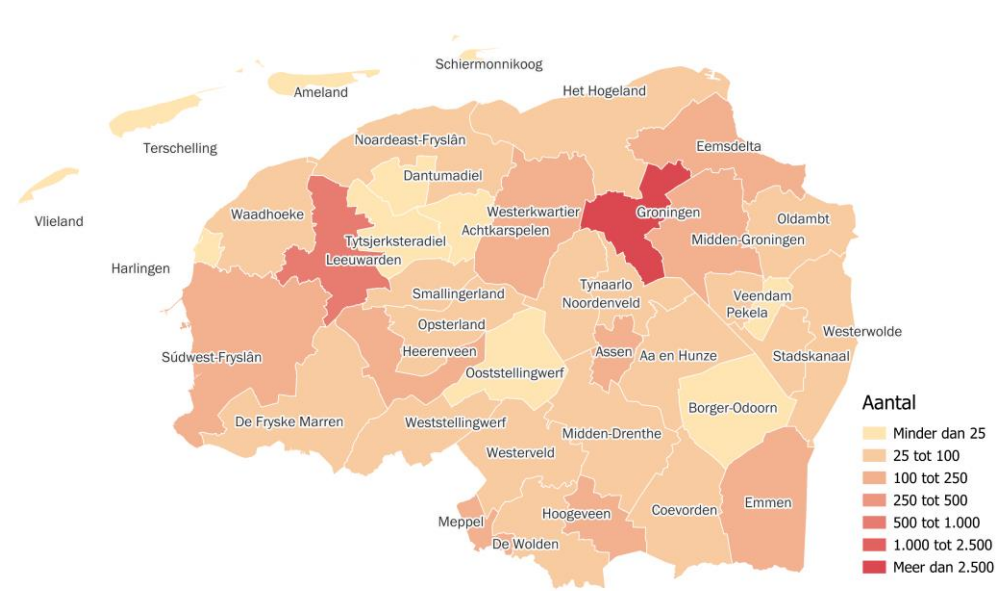 Schiermonnikoog
Ameland
Het Hogeland
Terschelling
Noardeast-Fryslân
Eemsdelta
Dantumadiel
Vlieland
Waadhoeke
Westerkwartier
Groningen
Oldambt
Achtkarspelen
Tytsjerksteradiel
Midden-Groningen
Leeuwarden
Harlingen
Tynaarlo
Smallingerland
Veendam
Noordenveld
Pekela
Opsterland
Westerwolde
Heerenveen
Assen
Aa en Hunze
Stadskanaal
Súdwest-Fryslân
Ooststellingwerf
Borger-Odoorn
De Fryske Marren
Weststellingwerf
Midden-Drenthe
Westerveld
Emmen
Coevorden
Hoogeveen
Meppel
De Wolden
Aantal
Minder dan 25
25 tot 100
100 tot 250
250 tot 500
500 tot 1.000
1.000 tot 2.500
Meer dan 2.500